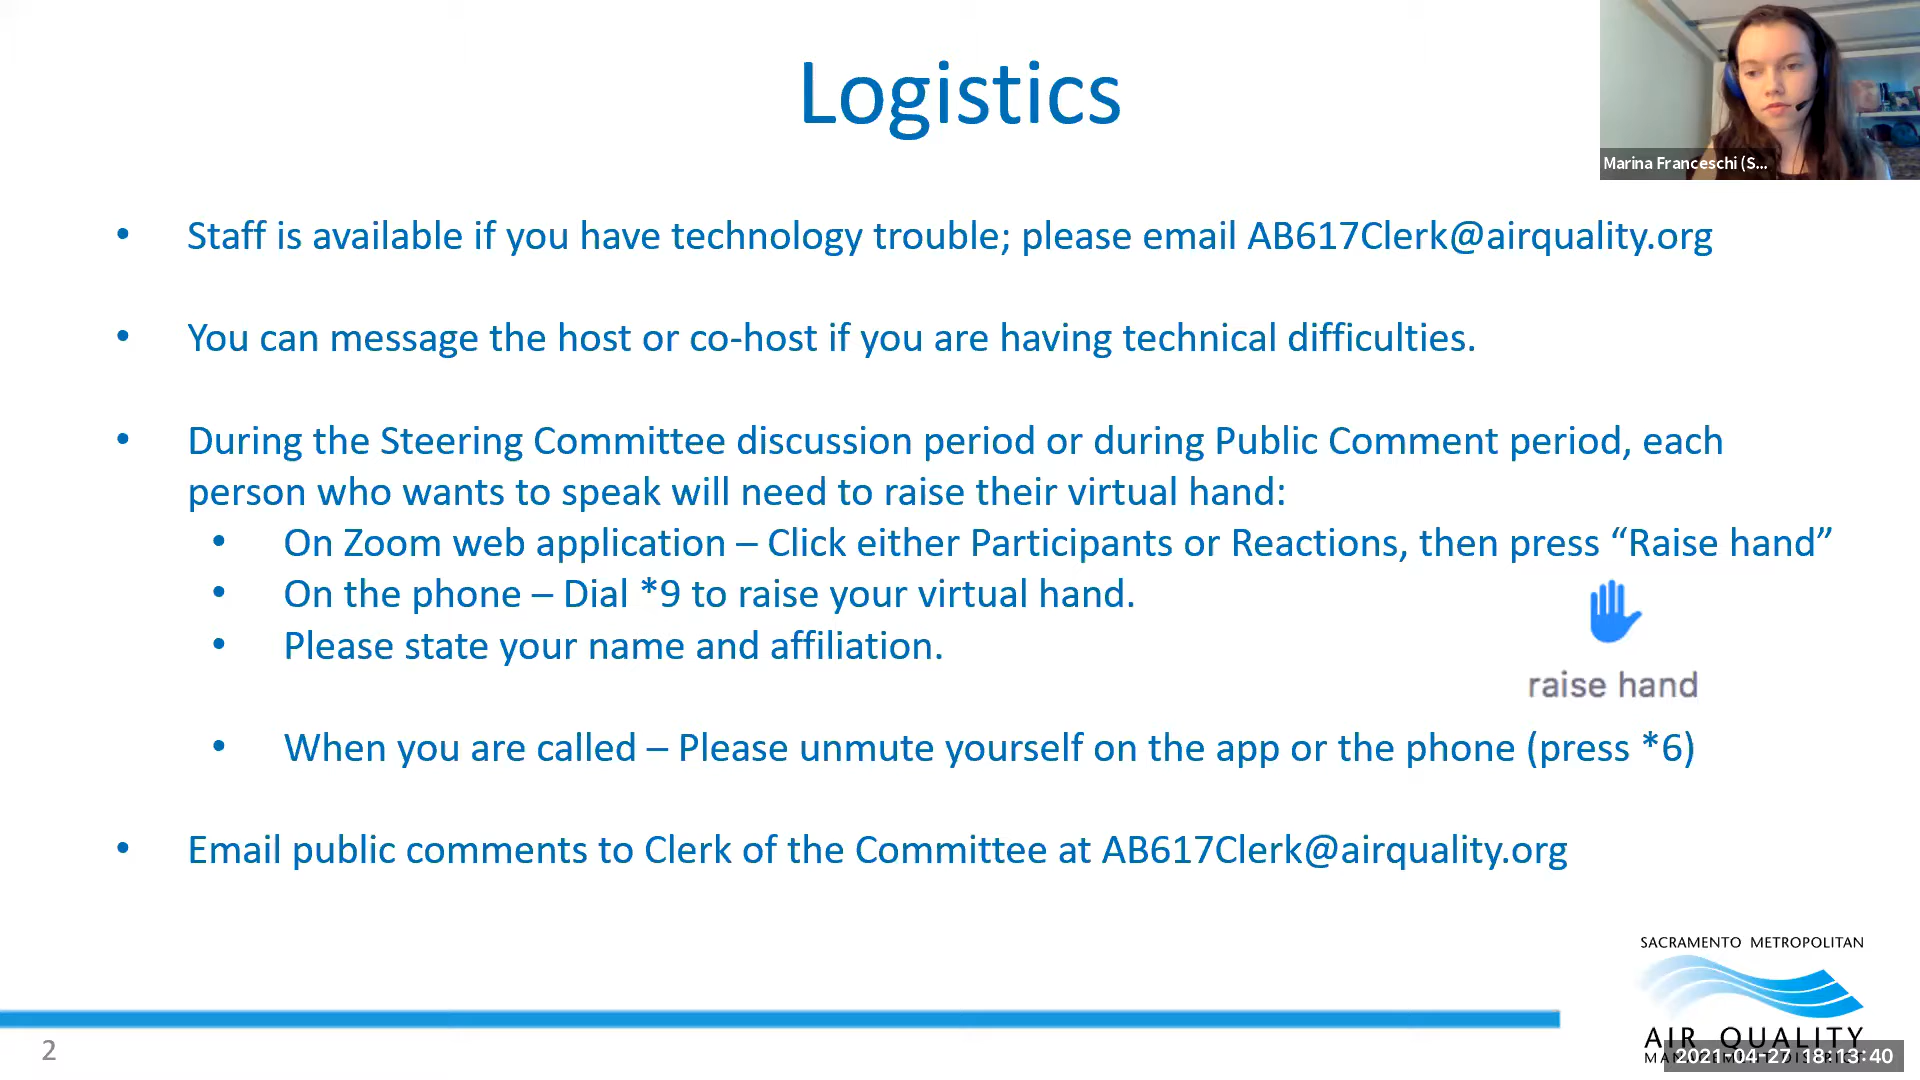 Logistics
Marina Franceschi (S...
• Staff is available if you have technology trouble; please email AB617Clerk@airquality.org
• You can message the host or co-host if you are having technical difficulties.
• During the Steering Committee discussion period or during Public Comment period, each
person who wants to speak will need to raise their virtual hand:
• On Zoom web application – Click either Participants or Reactions, then press “Raise hand”
• On the phone – Dial *9 to raise your virtual hand.
• Please state your name and affiliation.
raise hand
• When you are called – Please unmute yourself on the app or the phone (press *6)
• Email public comments to Clerk of the Committee at AB617Clerk@airquality.org
SACRAMENTO METROPOLITAN
AIR QUALITY
2021-04-27 18:13:40
2